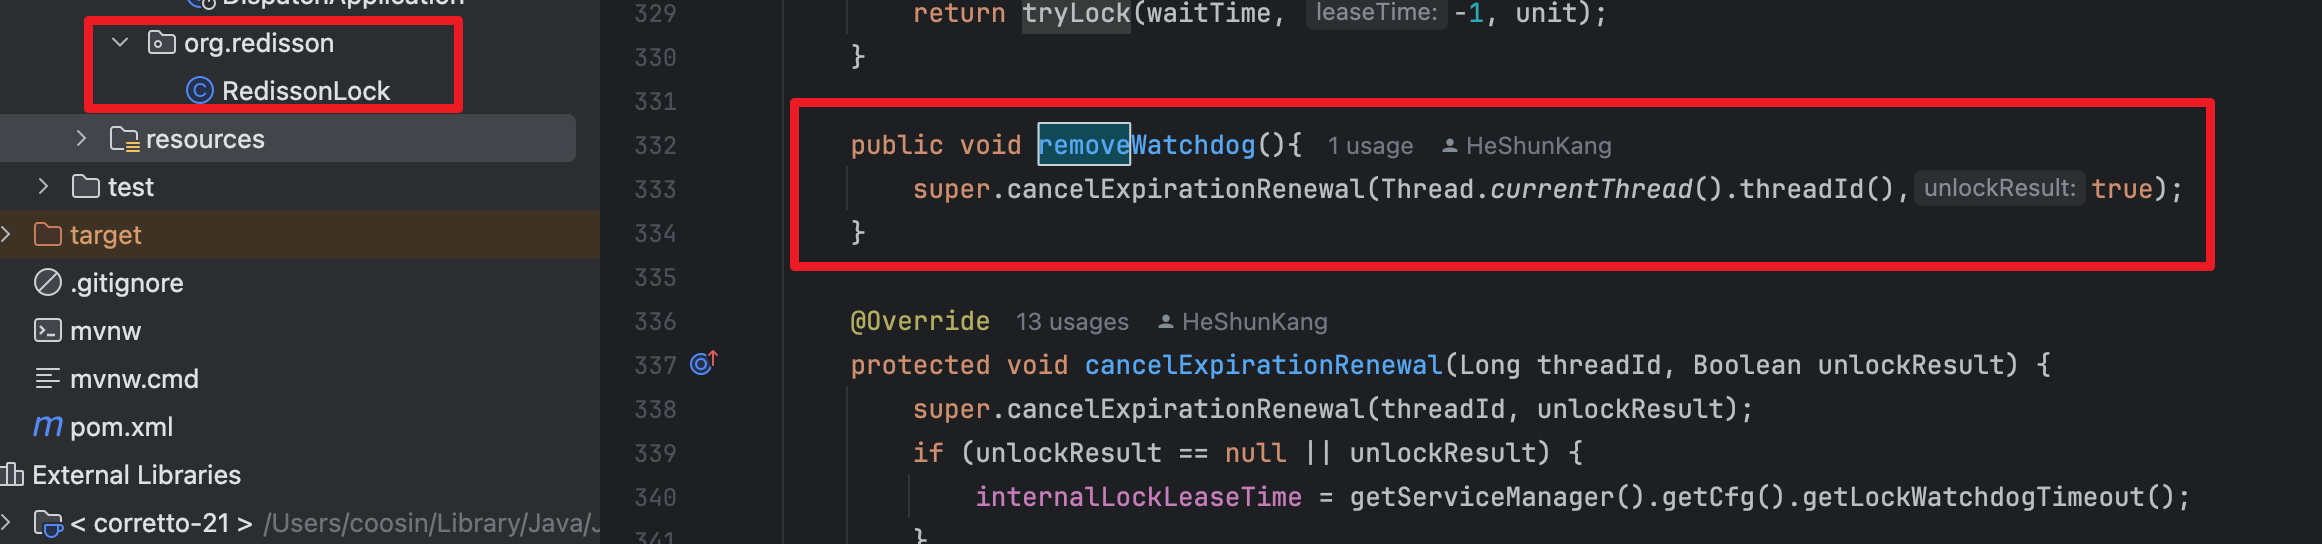 DispatchApplication
org.redisson
RedissonLock
resources
test
target
.gitignore
mvnw
mvnw.cmd
pom.xml
External Libraries
< corretto-21 > /Users/coosin/Library/Java/J
329 return tryLock(waitTime, leaseTime: -1, unit);
330 }
331
332 public void removeWatchdog(){ 1 usage HeShunKang
333 super.cancelExpirationRenewal(Thread.currentThread().threadId(), unlockResult: true);
334 }
335
336 @Override 13 usages HeShunKang
337 protected void cancelExpirationRenewal(Long threadId, Boolean unlockResult) {
338 super.cancelExpirationRenewal(threadId, unlockResult);
339 if (unlockResult == null || unlockResult) {
340 internalLockLeaseTime = getServiceManager().getCfg().getLockWatchdogTimeout();
341 }